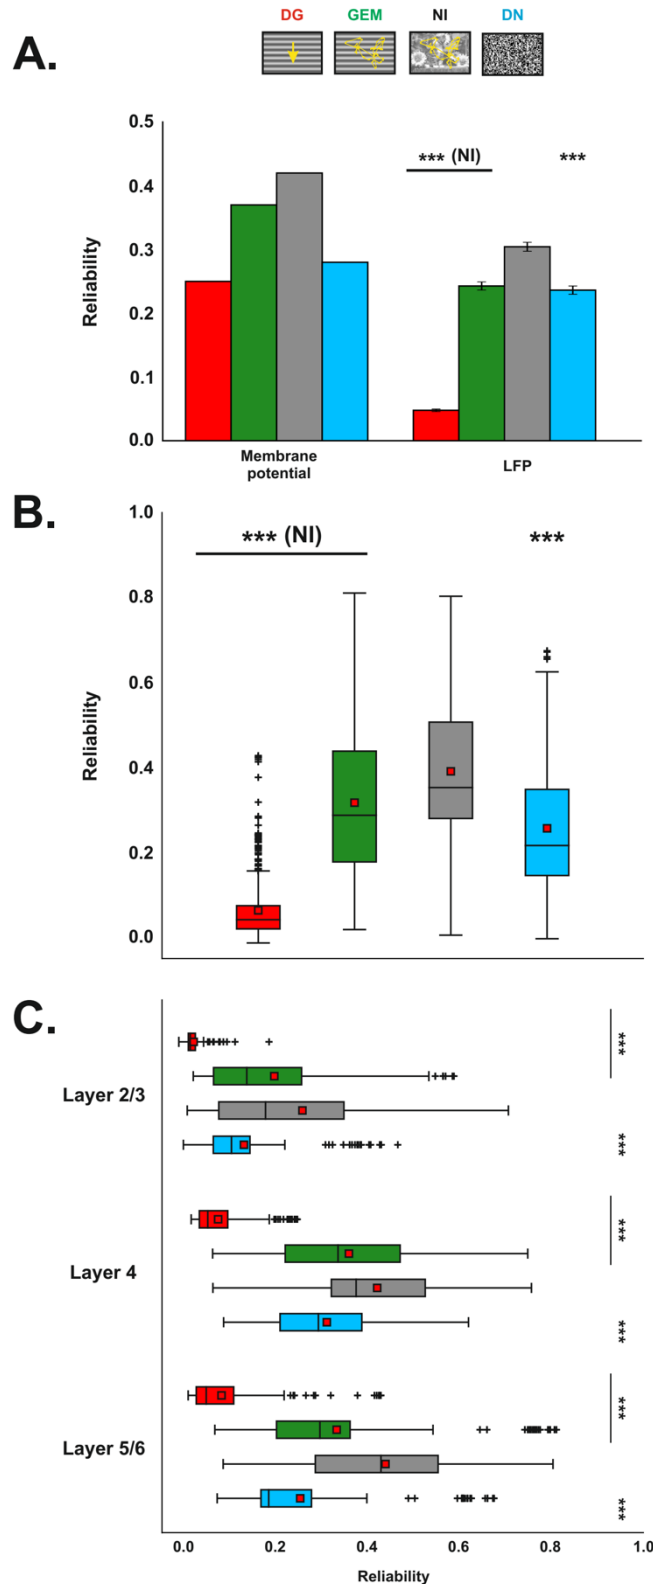 DG GEM NI DN
A.
0.5
*** (NI) ***
0.4
0.3
Reliability
0.2
0.1
0.0
Membrane
potential
LFP
B.
1.0
*** (NI) ***
0.8
0.6
Reliability
0.4
0.2
0.0
C.
***
Layer 2/3
***
***
Layer 4
***
***
Layer 5/6
***
0.0 0.2 0.4 0.6 0.8 1.0
Reliability